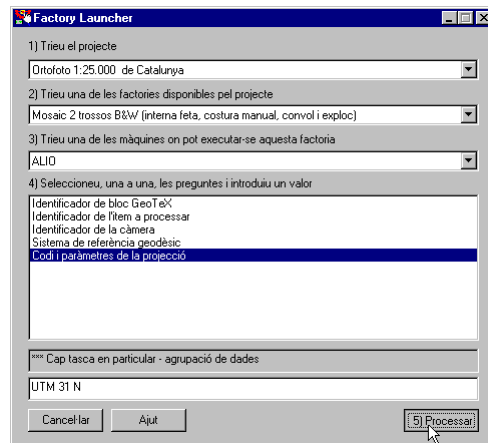 Factory Launcher
1) Trieu el projecte
Ortofoto 1:25.000 de Catalunya
2) Trieu una de les factories disponibles pel projecte
Mosaic 2 trossos B&W (interna feta, costura manual, convol i exploc)
3) Trieu una de les màquines on pot executar-se aquesta factoria
ALIO
4) Seleccioneu, una a una, les preguntes i introduiu un valor
Identificador de bloc GeoTeX
Identificador de l'item a processar
Identificador de la càmera
Sistema de referència geodèsic
Codi i paràmetres de la projecció
*** Cap tasca en particular - agrupació de dades
UTM 31 N
Cancel·lar Ajut 5) Processar